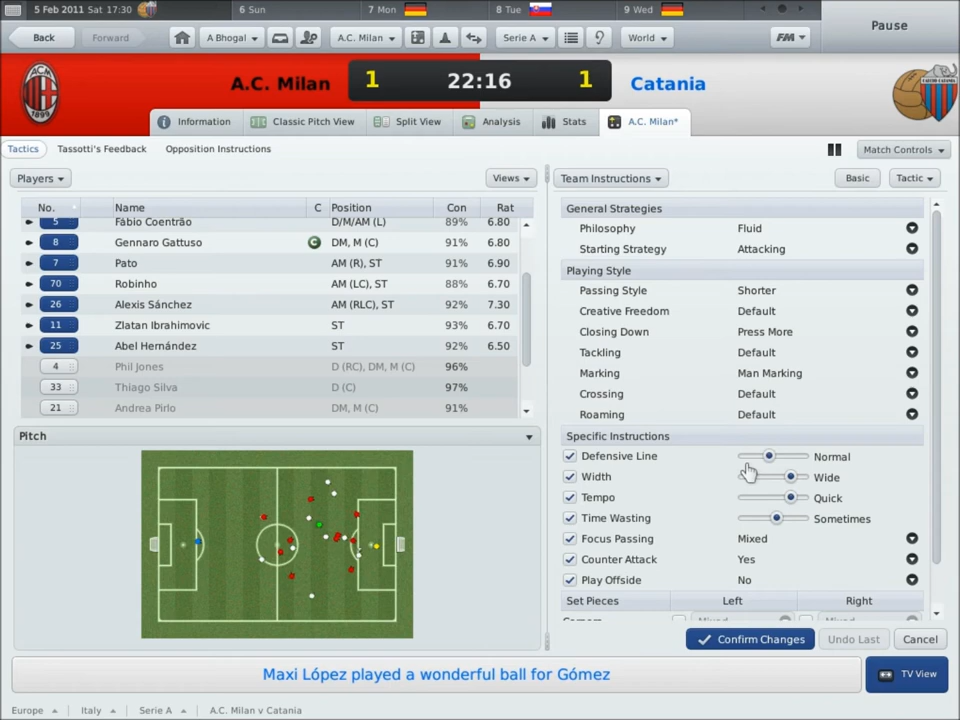 5 Feb 2011 Sat 17:30 6 Sun 7 Mon 8 Tue 9 Wed
Back Forward A Bhogal A.C. Milan Serie A World FM Pause
A.C. Milan 1 22:16 1 Catania
Information Classic Pitch View Split View Analysis Stats A.C. Milan*
Tactics Tassotti's Feedback Opposition Instructions Match Controls
Players Views Team Instructions Basic Tactic
No. Name C Position Con Rat
5 Fábio Coentrão D/M/AM (L) 89% 6.80
8 Gennaro Gattuso C DM, M (C) 91% 6.80
7 Pato AM (R), ST 91% 6.90
70 Robinho AM (LC), ST 88% 6.70
26 Alexis Sánchez AM (RLC), ST 92% 7.30
11 Zlatan Ibrahimovic ST 93% 6.70
25 Abel Hernández ST 92% 6.50
4 Phil Jones D (RC), DM, M (C) 96%
33 Thiago Silva D (C) 97%
21 Andrea Pirlo DM, M (C) 91%
Pitch
General Strategies
Philosophy Fluid
Starting Strategy Attacking
Playing Style
Passing Style Shorter
Creative Freedom Default
Closing Down Press More
Tackling Default
Marking Man Marking
Crossing Default
Roaming Default
Specific Instructions
Defensive Line Normal
Width Wide
Tempo Quick
Time Wasting Sometimes
Focus Passing Mixed
Counter Attack Yes
Play Offside No
Set Pieces Left Right
Confirm Changes Undo Last Cancel
Maxi López played a wonderful ball for Gómez TV View
Europe Italy Serie A A.C. Milan v Catania